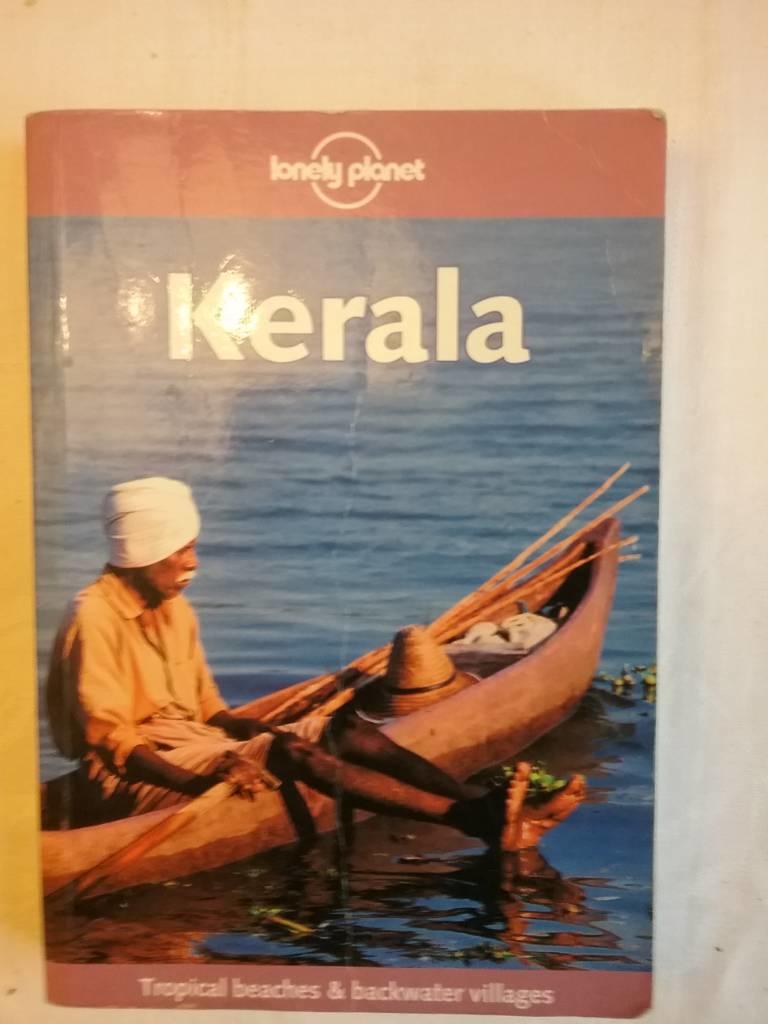 lonely planet
Kerala
Tropical beaches & backwater villages